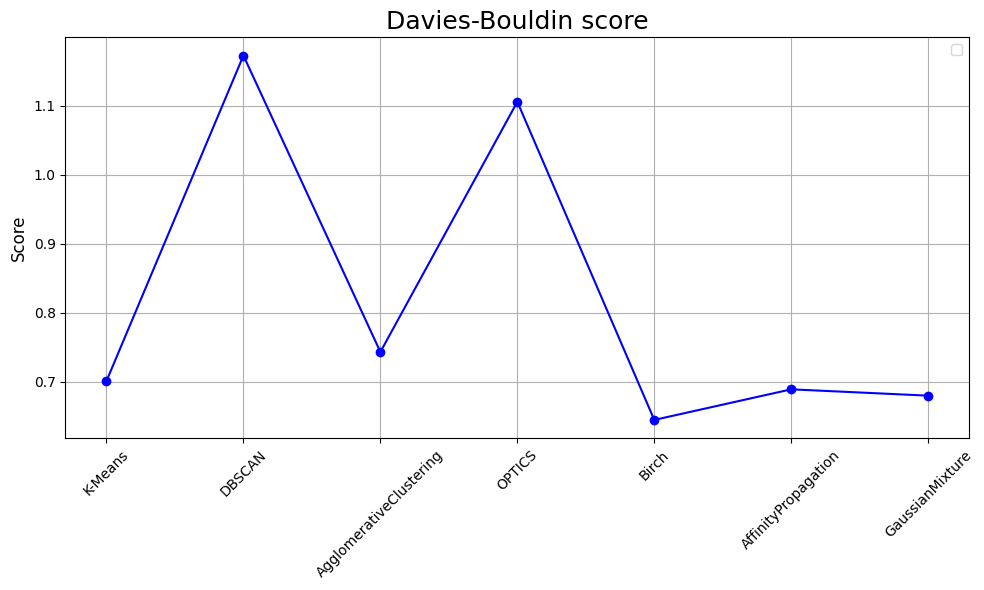 Davies-Bouldin score
Score
1.1
1.0
0.9
0.8
0.7
K-Means
DBSCAN
AgglomerativeClustering
OPTICS
Birch
AffinityPropagation
GaussianMixture